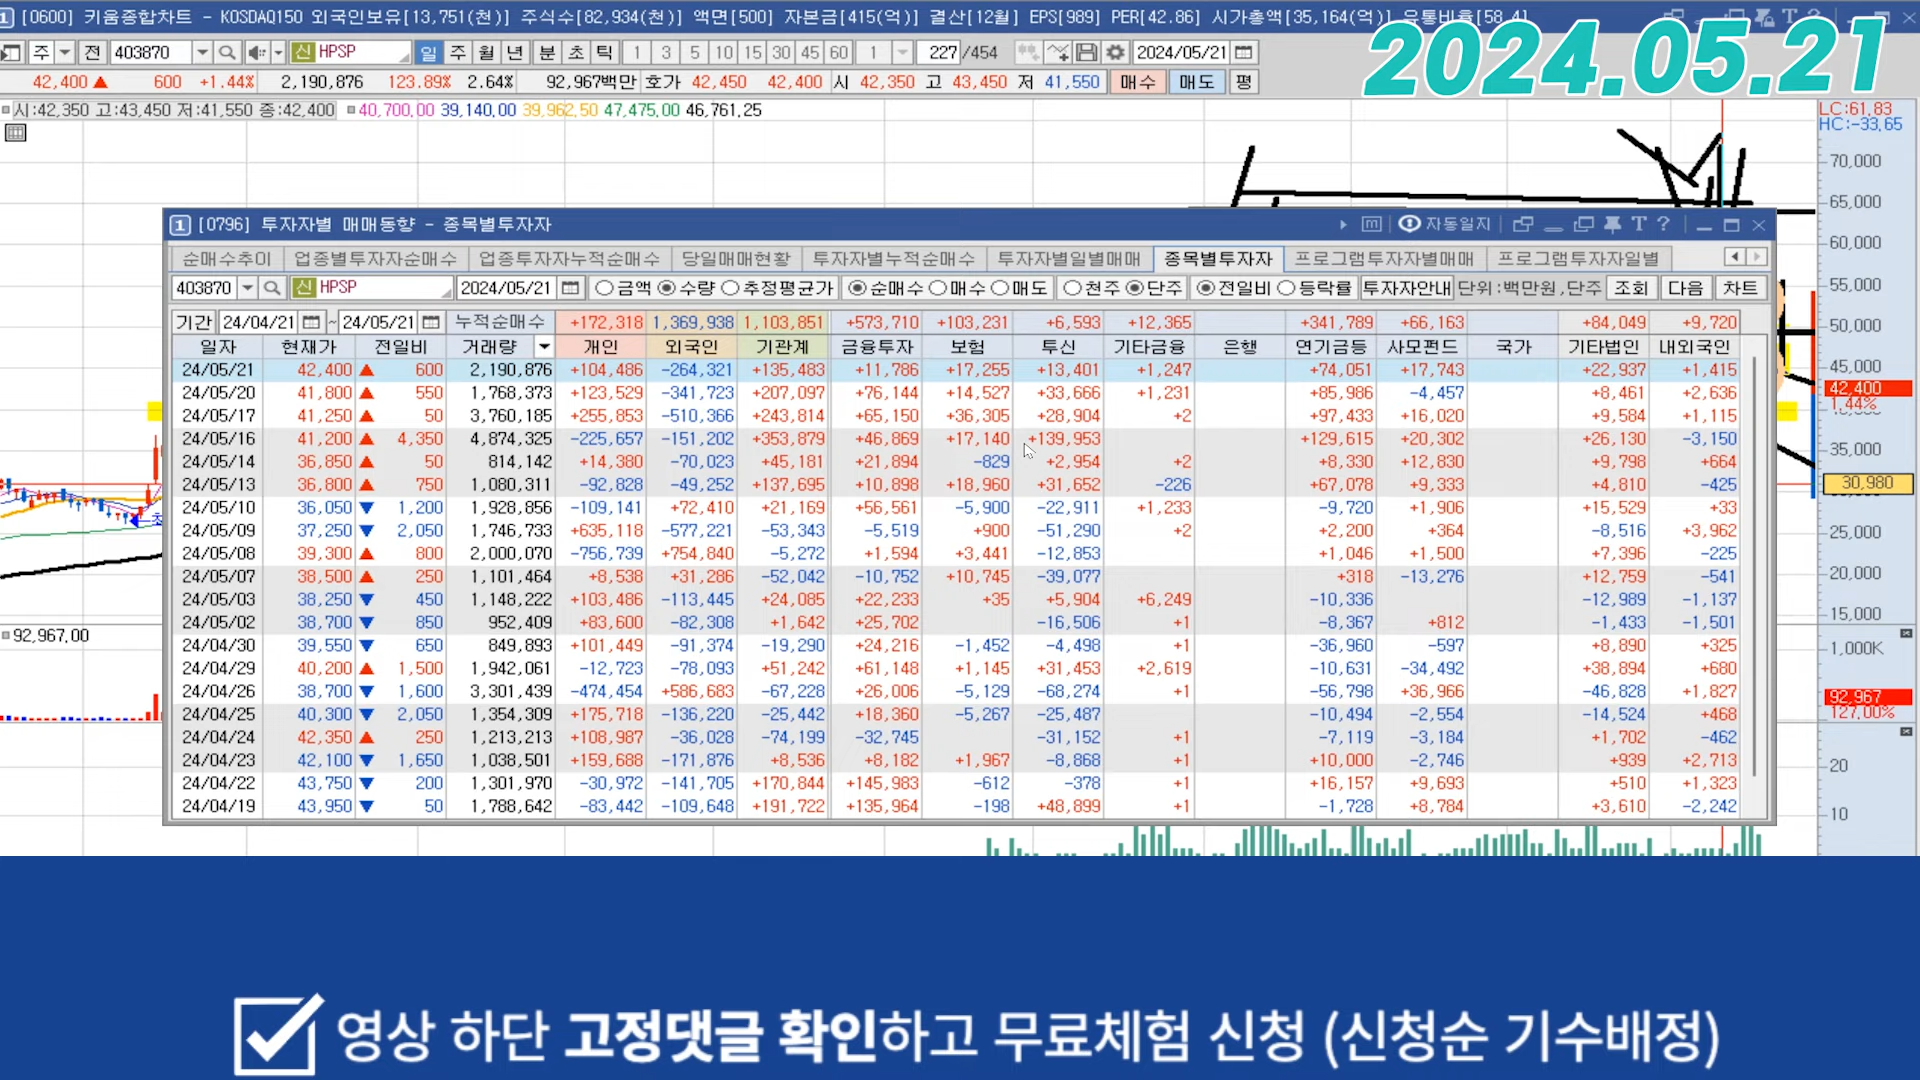 [0600] 키움종합차트 - KOSDAQ150 외국인보유[13,751(천)] 주식수[82,934(천)] 액면[500] 자본금[415(억)] 결산[12월] EPS[989] PER[42.86] 시가총액[35,164(억)] 유통비율[58.4]
2024.05.21
주 전 403870 신 HPSP 일 주 월 년 분 초 틱 1 3 5 10 15 30 45 60 1 227/454 2024/05/21
42,400 ▲ 600 +1.44% 2,190,876 123.89% 2.64% 92,967백만 호가 42,450 42,400 시 42,350 고 43,450 저 41,550 매수 매도 평
시:42,350 고:43,450 저:41,550 종:42,400 40,700.00 39,140.00 39,962.50 47,475.00 46,761.25
LC:61.83
HC:-33.65
70,000
65,000
60,000
55,000
50,000
45,000
42,400
1.44%
35,000
30,980
25,000
20,000
15,000
92,967.00
1,000K
92,967
127.00%
20
10
1 [0796] 투자자별 매매동향 - 종목별투자자 자동일지
순매수추이 업종별투자자순매수 업종투자자누적순매수 당일매매현황 투자자별누적순매수 투자자별일별매매 종목별투자자 프로그램투자자별매매 프로그램투자자일별
403870 신 HPSP 2024/05/21 금액 수량 추정평균가 순매수 매수 매도 천주 단주 전일비 등락률 투자자안내 단위:백만원,단주 조회 다음 차트
기간 24/04/21 ~ 24/05/21 누적순매수 +172,318 1,369,938 1,103,851 +573,710 +103,231 +6,593 +12,365 +341,789 +66,163 +84,049 +9,720
일자 현재가 전일비 거래량 개인 외국인 기관계 금융투자 보험 투신 기타금융 은행 연기금등 사모펀드 국가 기타법인 내외국인
24/05/21 42,400 ▲ 600 2,190,876 +104,486 -264,321 +135,483 +11,786 +17,255 +13,401 +1,247 +74,051 +17,743 +22,937 +1,415
24/05/20 41,800 ▲ 550 1,768,373 +123,529 -341,723 +207,097 +76,144 +14,527 +33,666 +1,231 +85,986 -4,457 +8,461 +2,636
24/05/17 41,250 ▲ 50 3,760,185 +255,853 -510,366 +243,814 +65,150 +36,305 +28,904 +2 +97,433 +16,020 +9,584 +1,115
24/05/16 41,200 ▲ 4,350 4,874,325 -225,657 -151,202 +353,879 +46,869 +17,140 +139,953 +129,615 +20,302 +26,130 -3,150
24/05/14 36,850 ▲ 50 814,142 +14,380 -70,023 +45,181 +21,894 -829 +2,954 +2 +8,330 +12,830 +9,798 +664
24/05/13 36,800 ▲ 750 1,080,311 -92,828 -49,252 +137,695 +10,898 +18,960 +31,652 -226 +67,078 +9,333 +4,810 -425
24/05/10 36,050 ▼ 1,200 1,928,856 -109,141 +72,410 +21,169 +56,561 -5,900 -22,911 +1,233 -9,720 +1,906 +15,529 +33
24/05/09 37,250 ▼ 2,050 1,746,733 +635,118 -577,221 -53,343 -5,519 +900 -51,290 +2 +2,200 +364 -8,516 +3,962
24/05/08 39,300 ▲ 800 2,000,070 -756,739 +754,840 -5,272 +1,594 +3,441 -12,853 +1,046 +1,500 +7,396 -225
24/05/07 38,500 ▲ 250 1,101,464 +8,538 +31,286 -52,042 -10,752 +10,745 -39,077 +318 -13,276 +12,759 -541
24/05/03 38,250 ▼ 450 1,148,222 +103,486 -113,445 +24,085 +22,233 +35 +5,904 +6,249 -10,336 -12,989 -1,137
24/05/02 38,700 ▼ 850 952,409 +83,600 -82,308 +1,642 +25,702 -16,506 +1 -8,367 +812 -1,433 -1,501
24/04/30 39,550 ▼ 650 849,893 +101,449 -91,374 -19,290 +24,216 -1,452 -4,498 +1 -36,960 -597 +8,890 +325
24/04/29 40,200 ▲ 1,500 1,942,061 -12,723 -78,093 +51,242 +61,148 +1,145 +31,453 +2,619 -10,631 -34,492 +38,894 +680
24/04/26 38,700 ▼ 1,600 3,301,439 -474,454 +586,683 -67,228 +26,006 -5,129 -68,274 +1 -56,798 +36,966 -46,828 +1,827
24/04/25 40,300 ▼ 2,050 1,354,309 +175,718 -136,220 -25,442 +18,360 -5,267 -25,487 -10,494 -2,554 -14,524 +468
24/04/24 42,350 ▲ 250 1,213,213 +108,987 -36,028 -74,199 -32,745 -31,152 +1 -7,119 -3,184 +1,702 -462
24/04/23 42,100 ▼ 1,650 1,038,501 +159,688 -171,876 +8,536 +8,182 +1,967 -8,868 +1 +10,000 -2,746 +939 +2,713
24/04/22 43,750 ▼ 200 1,301,970 -30,972 -141,705 +170,844 +145,983 -612 -378 +1 +16,157 +9,693 +510 +1,323
24/04/19 43,950 ▼ 50 1,788,642 -83,442 -109,648 +191,722 +135,964 -198 +48,899 +1 -1,728 +8,784 +3,610 -2,242
영상 하단 고정댓글 확인하고 무료체험 신청 (신청순 기수배정)